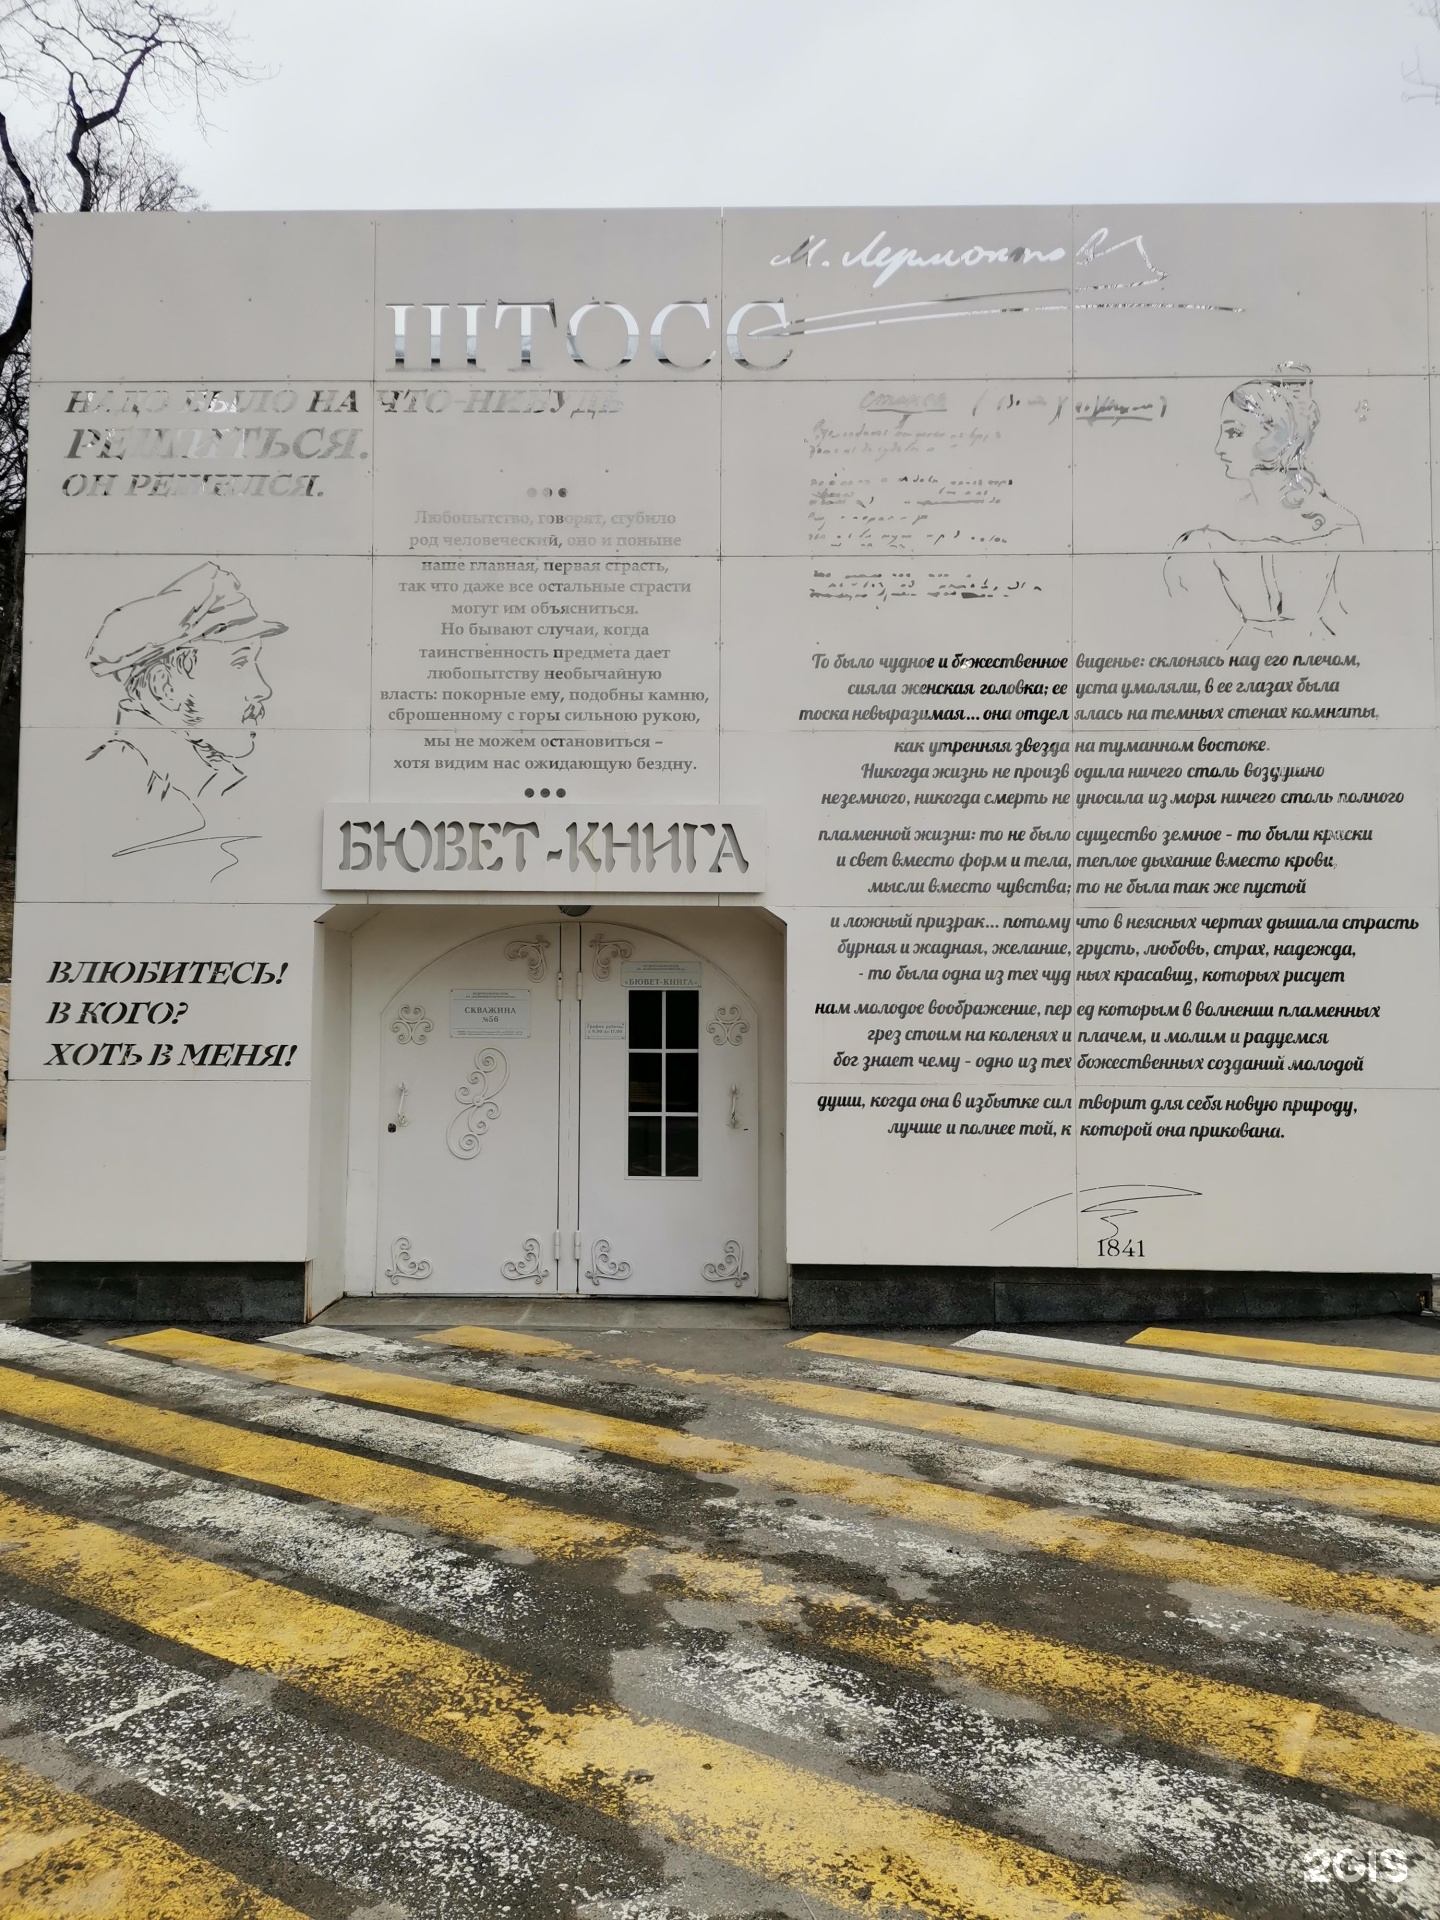 М. Лермонтов
ШТОСС
НАДО БЫЛО НА ЧТО-НИБУДЬ
РЕШИТЬСЯ.
ОН РЕШИЛСЯ.
Любопытство, говорят, сгубило
род человеческий, оно и поныне
наше главная, первая страсть,
так что даже все остальные страсти
могут им объясниться.
Но бывают случаи, когда
таинственность предмета дает
любопытству необычайную
власть: покорные ему, подобны камню,
сброшенному с горы сильною рукою,
мы не можем остановиться –
хотя видим нас ожидающую бездну.
БЮВЕТ-КНИГА
ВЛЮБИТЕСЬ!
В КОГО?
ХОТЬ В МЕНЯ!
СКВАЖИНА
№56
«БЮВЕТ-КНИГА»
График работы
То было чудное и божественное виденье: склонясь над его плечом,
сияла женская головка; ее уста умоляли, в ее глазах была
тоска невыразимая... она отделялась на темных стенах комнаты,
как утренняя звезда на туманном востоке.
Никогда жизнь не производила ничего столь воздушно
неземного, никогда смерть не уносила из моря ничего столь полного
пламенной жизни: то не было существо земное – то были краски
и свет вместо форм и тела, теплое дыхание вместо крови,
мысли вместо чувства; то не была так же пустой
и ложный призрак... потому что в неясных чертах дышала страсть
бурная и жадная, желание, грусть, любовь, страх, надежда,
- то была одна из тех чудных красавиц, которых рисует
нам молодое воображение, перед которым в волнении пламенных
грез стоим на коленях и плачем, и молим и радуемся
бог знает чему – одно из тех божественных созданий молодой
души, когда она в избытке сил творит для себя новую природу,
лучше и полнее той, к которой она прикована.
1841
2GIS